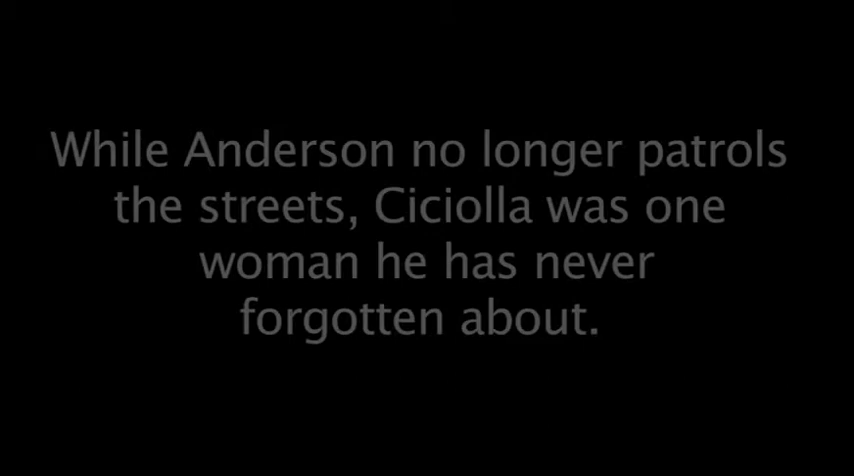 While Anderson no longer patrols
the streets, Ciciolla was one
woman he has never
forgotten about.